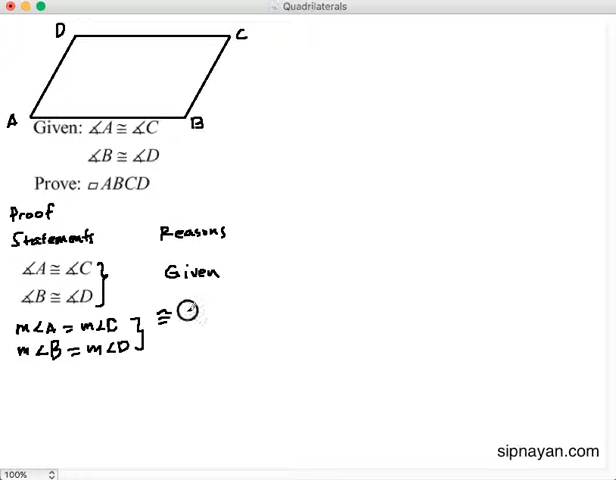 Quadrilaterals
D C
A B
Given: ∡A ≅ ∡C
∡B ≅ ∡D
Prove: ▱ABCD
Proof
Statements Reasons
∡A ≅ ∡C Given
∡B ≅ ∡D
m∠A = m∠C ≅
m∠B = m∠D
sipnayan.com
100%